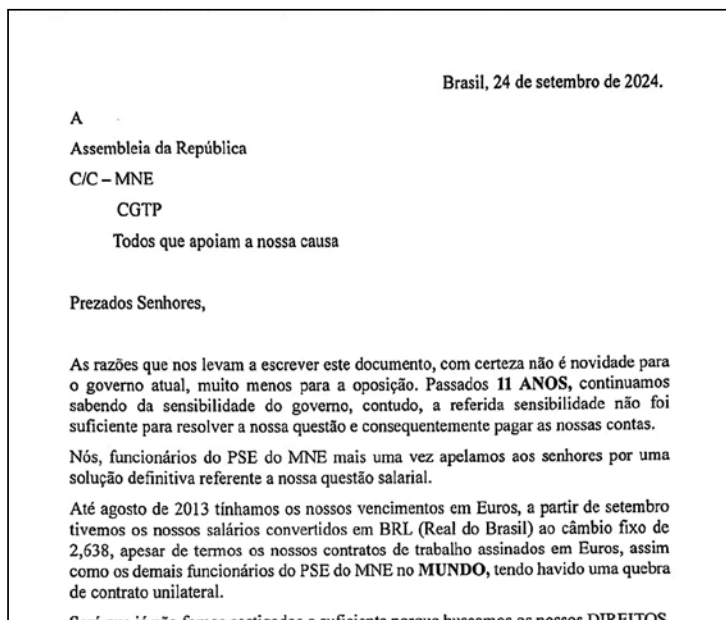 Brasil, 24 de setembro de 2024.
A
Assembleia da República
C/C – MNE
CGTP
Todos que apoiam a nossa causa
Prezados Senhores,
As razões que nos levam a escrever este documento, com certeza não é novidade para
o governo atual, muito menos para a oposição. Passados 11 ANOS, continuamos
sabendo da sensibilidade do governo, contudo, a referida sensibilidade não foi
suficiente para resolver a nossa questão e consequentemente pagar as nossas contas.
Nós, funcionários do PSE do MNE mais uma vez apelamos aos senhores por uma
solução definitiva referente a nossa questão salarial.
Até agosto de 2013 tínhamos os nossos vencimentos em Euros, a partir de setembro
tivemos os nossos salários convertidos em BRL (Real do Brasil) ao câmbio fixo de
2,638, apesar de termos os nossos contratos de trabalho assinados em Euros, assim
como os demais funcionários do PSE do MNE no MUNDO, tendo havido uma quebra
de contrato unilateral.